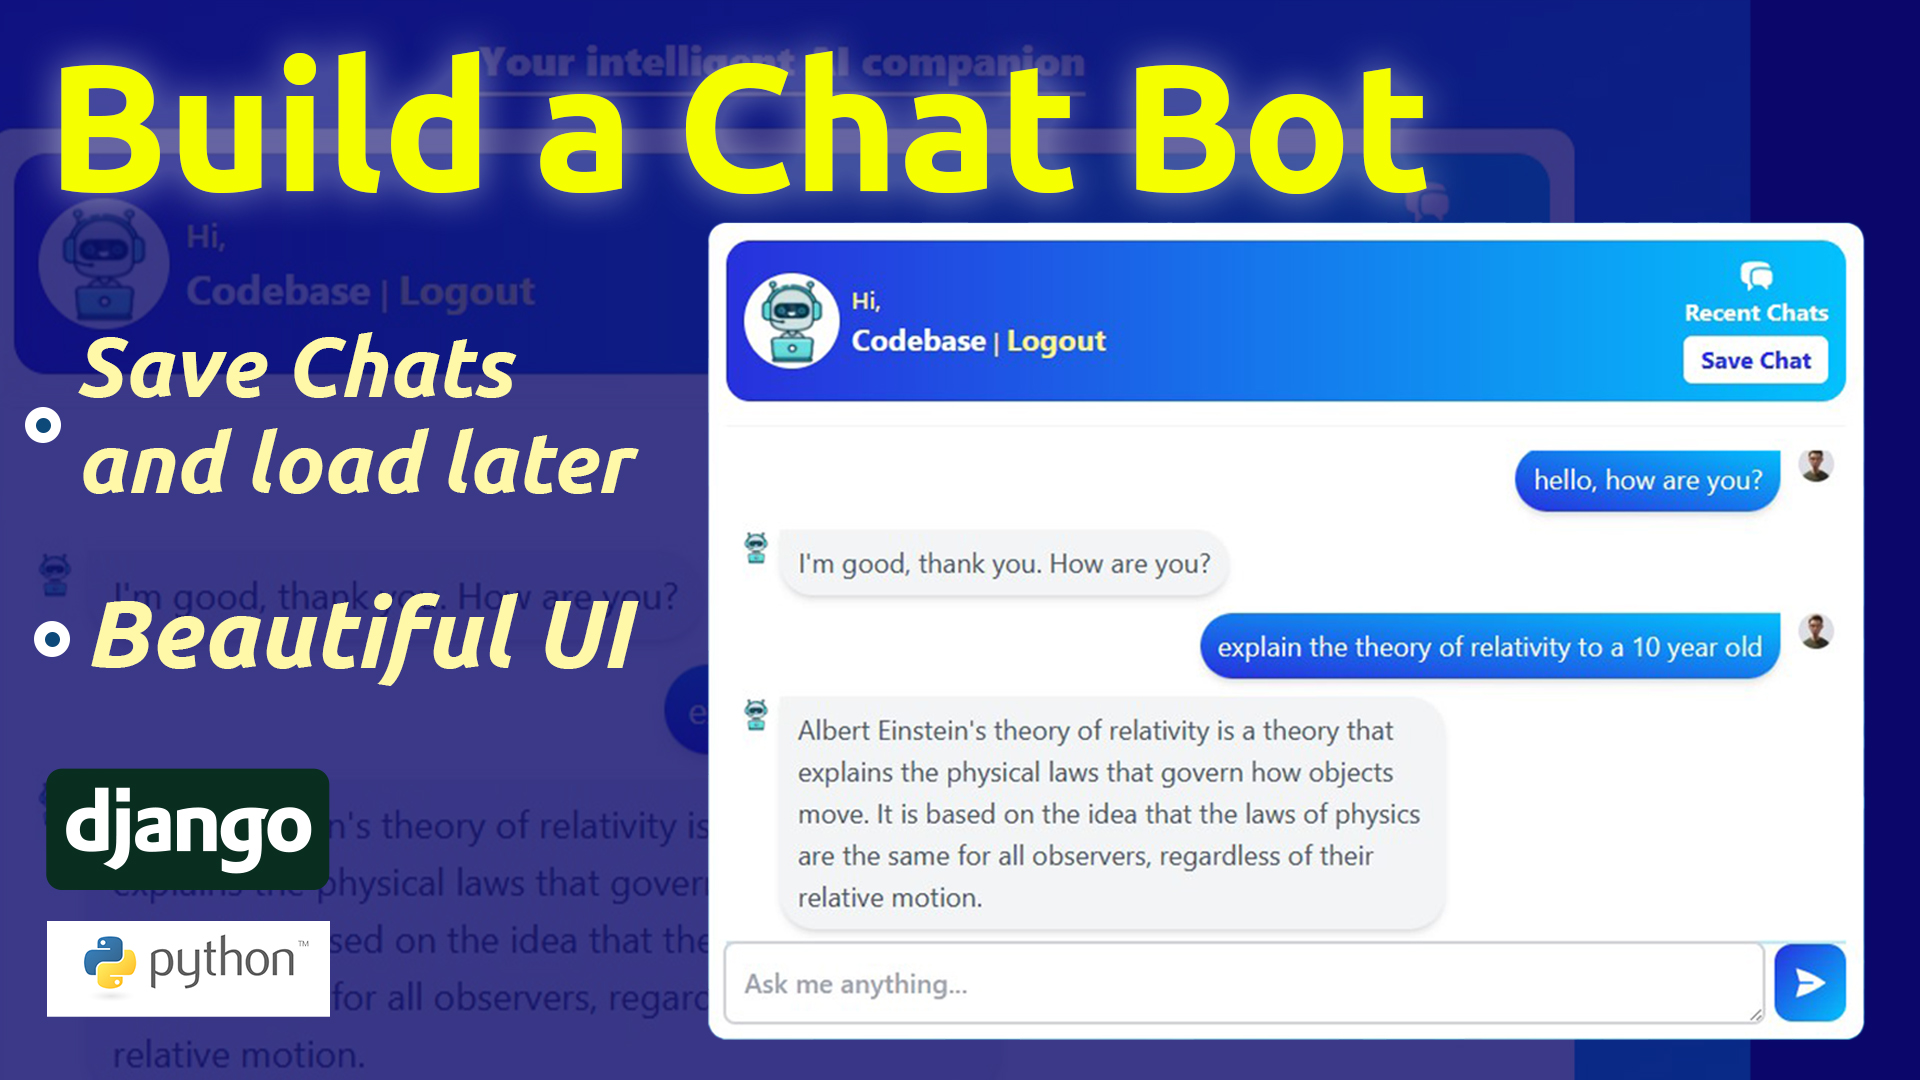 Your intelligent AI companion
Build a Chat Bot
Hi,
Codebase | Logout
Save Chats
and load later
I'm good, thank you. How are you?
Beautiful UI
e
django
n's theory of relativity is
explains the physical laws that govern
python™
sed on the idea that the
for all observers, regard
relative motion.
Hi,
Codebase | Logout
Recent Chats
Save Chat
hello, how are you?
I'm good, thank you. How are you?
explain the theory of relativity to a 10 year old
Albert Einstein's theory of relativity is a theory that
explains the physical laws that govern how objects
move. It is based on the idea that the laws of physics
are the same for all observers, regardless of their
relative motion.
Ask me anything...